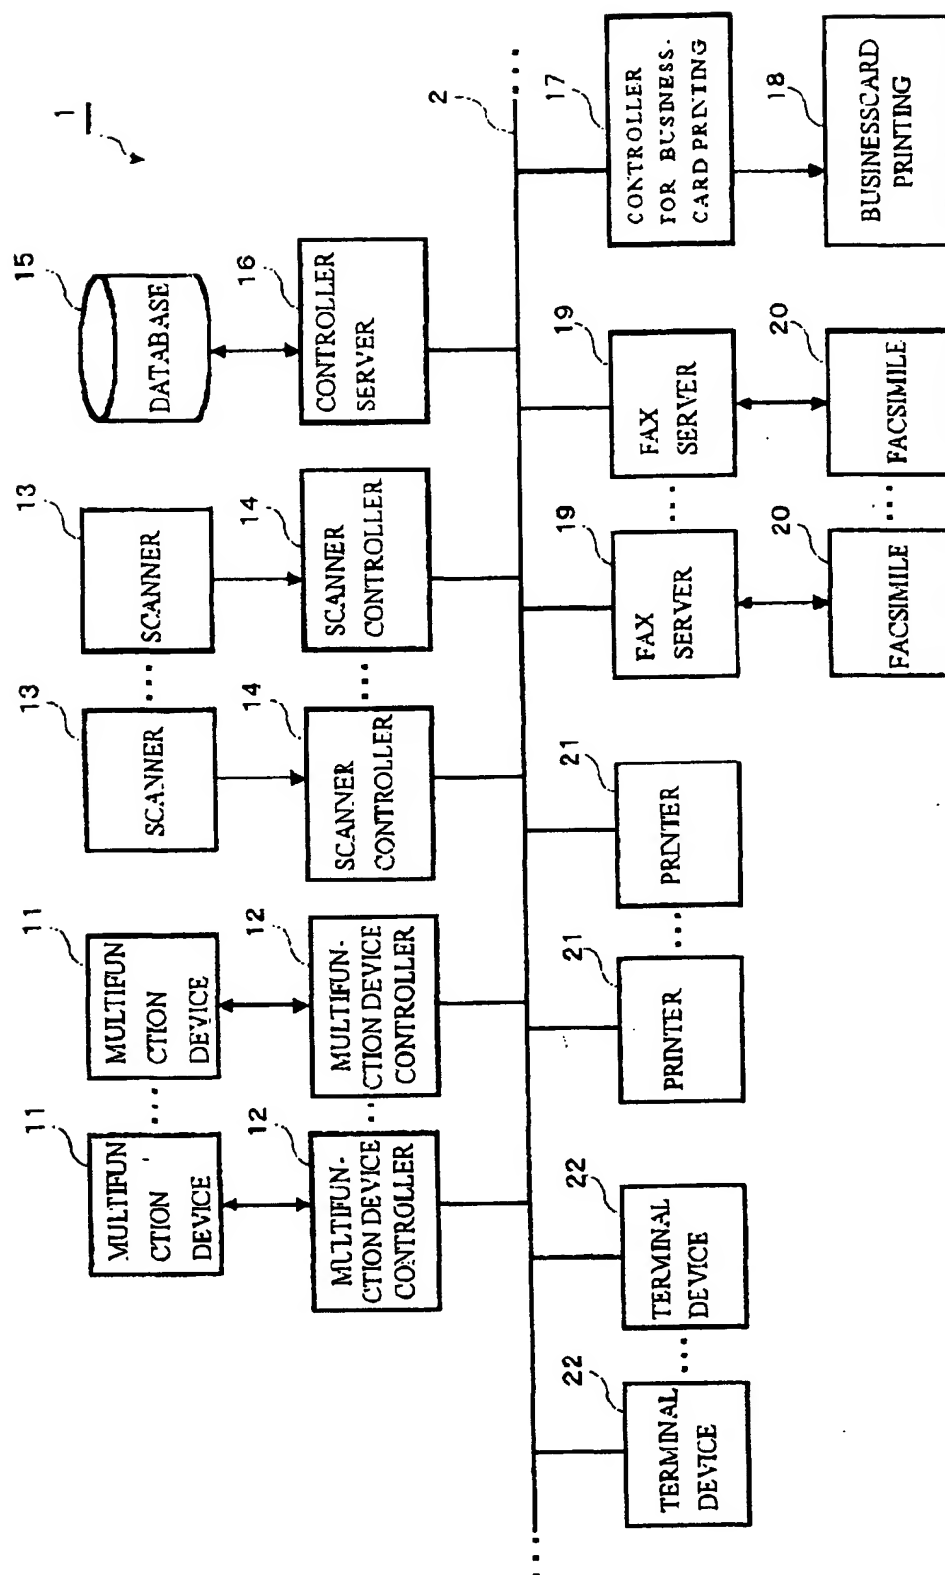 1
11
MULTIFUN
CTION
DEVICE
...
11
MULTIFUN
CTION
DEVICE
13
SCANNER
...
13
SCANNER
15
DATABASE
12
MULTIFUN-
CTION DEVICE
CONTROLLER
...
12
MULTIFUN-
CTION DEVICE
CONTROLLER
14
SCANNER
CONTROLLER
...
14
SCANNER
CONTROLLER
16
CONTROLLER
SERVER
....
2
...
22
TERMINAL
DEVICE
...
22
TERMINAL
DEVICE
21
PRINTER
...
21
PRINTER
19
FAX
SERVER
...
19
FAX
SERVER
17
CONTROLLER
FOR BUSINESS-
CARD PRINTING
20
FACSIMILE
...
20
FACSIMILE
18
BUSINESSCARD
PRINTING